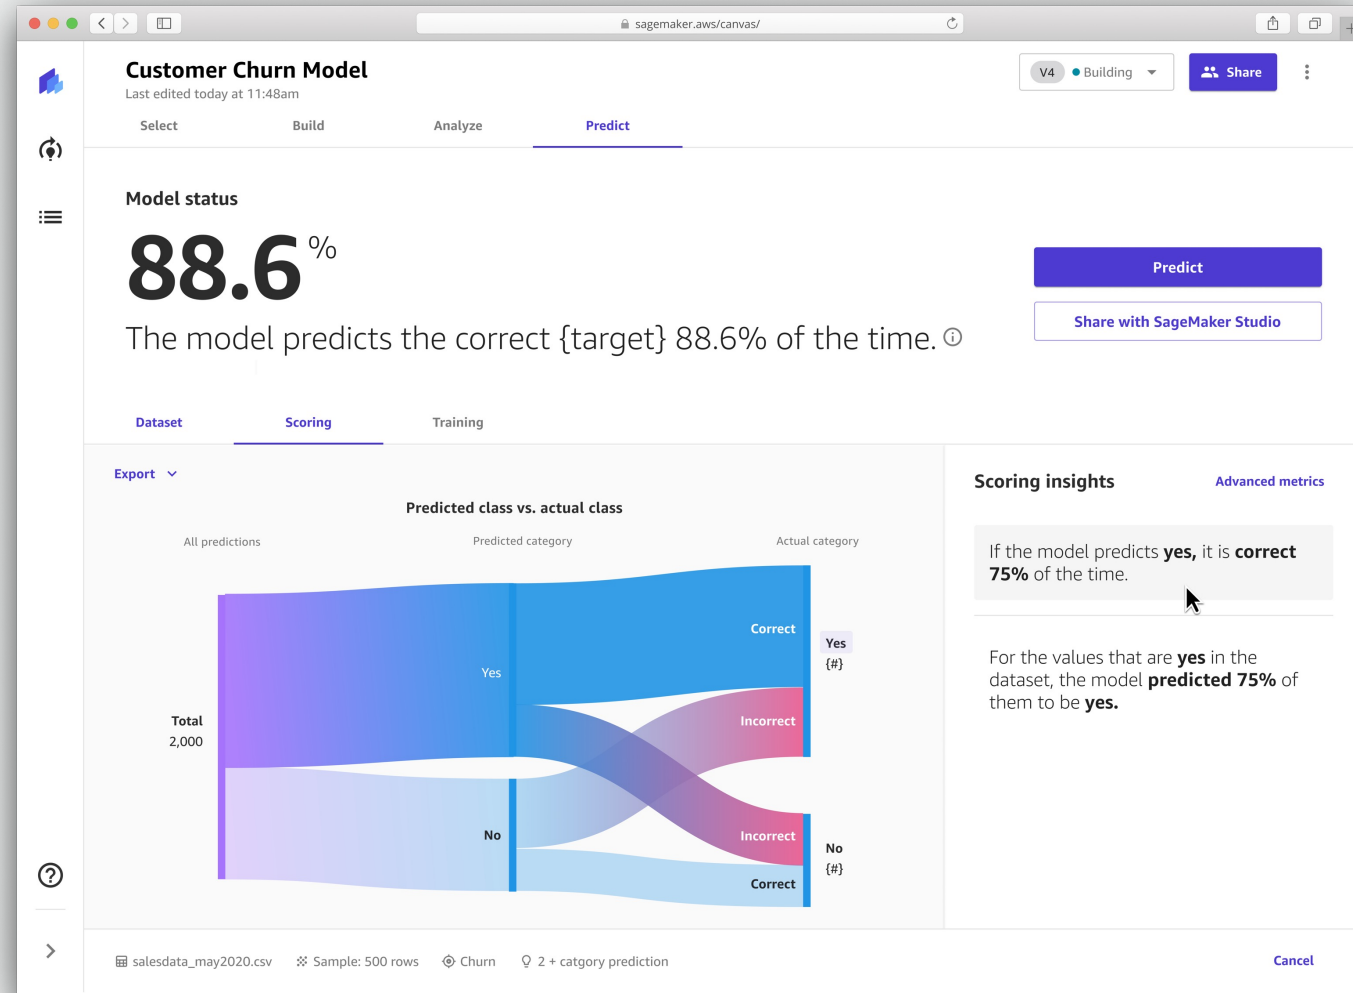 sagemaker.aws/canvas/
Customer Churn Model
Last edited today at 11:48am
V4 Building
Share
Select Build Analyze Predict
Model status
88.6%
The model predicts the correct {target} 88.6% of the time.
Predict
Share with SageMaker Studio
Dataset Scoring Training
Export
Predicted class vs. actual class
All predictions Predicted category Actual category
Total
2,000
Yes
No
Correct
Incorrect
Yes
{#}
Incorrect
Correct
No
{#}
Scoring insights
Advanced metrics
If the model predicts yes, it is correct
75% of the time.
For the values that are yes in the
dataset, the model predicted 75% of
them to be yes.
salesdata_may2020.csv Sample: 500 rows Churn 2 + catgory prediction
Cancel